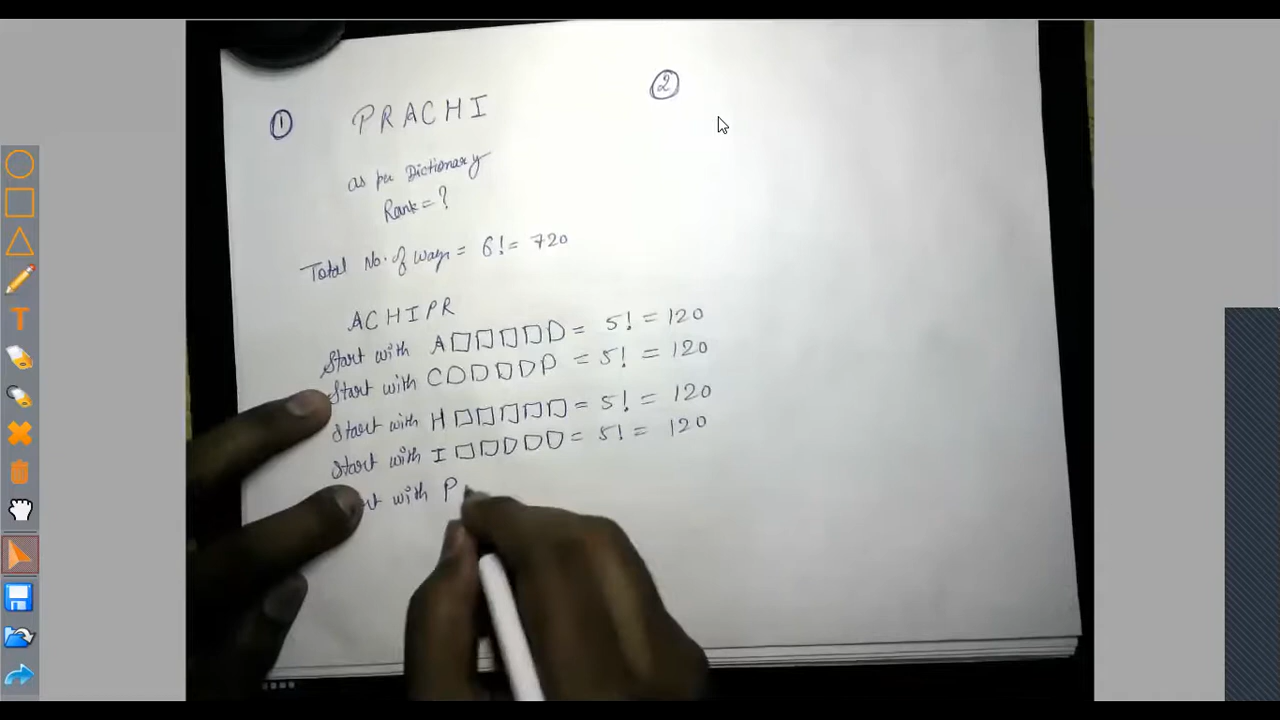 ① PRACHI
as per Dictionary
Rank = ?
Total No. of ways = 6! = 720
ACHIPR
Start with A□□□□□ = 5! = 120
Start with C□□□□□ = 5! = 120
Start with H□□□□□ = 5! = 120
Start with I□□□□□ = 5! = 120
with P
②
T